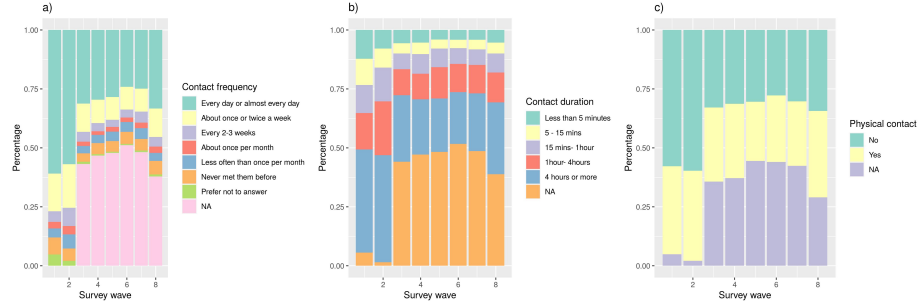 a)
1.00
0.75
0.50
0.25
0.00
Percentage
2
4
6
8
Survey wave
Contact frequency
Every day or almost every day
About once or twice a week
Every 2-3 weeks
About once per month
Less often than once per month
Never met them before
Prefer not to answer
NA
b)
1.00
0.75
0.50
0.25
0.00
Percentage
2
4
6
8
Survey wave
Contact duration
Less than 5 minutes
5 - 15 mins
15 mins- 1hour
1hour- 4hours
4 hours or more
NA
c)
1.00
0.75
0.50
0.25
0.00
Percentage
2
4
6
8
Survey wave
Physical contact
No
Yes
NA